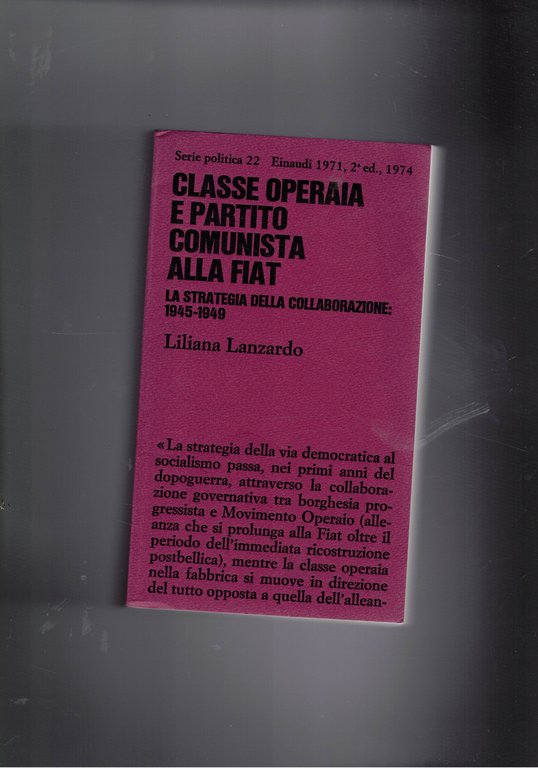 Serie politica 22 Einaudi 1971, 2ª ed., 1974
CLASSE OPERAIA
E PARTITO
COMUNISTA
ALLA FIAT
LA STRATEGIA DELLA COLLABORAZIONE:
1945-1949
Liliana Lanzardo
«La strategia della via democratica al
socialismo passa, nei primi anni del
dopoguerra, attraverso la collabora-
zione governativa tra borghesia pro-
gressista e Movimento Operaio (alle-
anza che si prolunga alla Fiat oltre il
periodo dell'immediata ricostruzione
postbellica), mentre la classe operaia
nella fabbrica si muove in direzione
del tutto opposta a quella dell'allean-